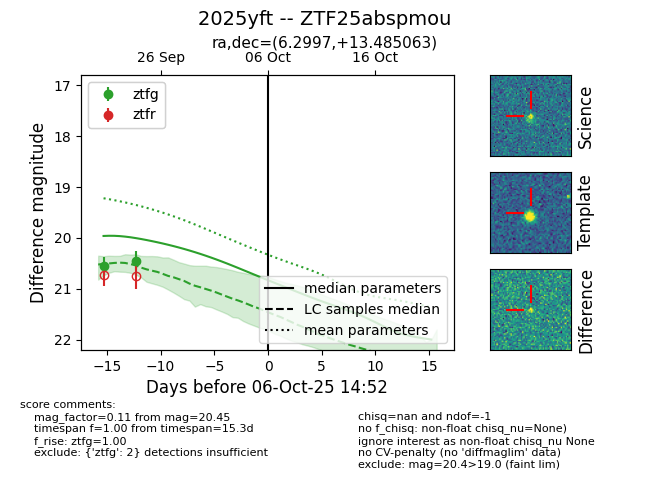 2025yft -- ZTF25abspmou
ra,dec=(6.2997,+13.485063)
26 Sep 06 Oct 16 Oct
ztfg
ztfr
17
18
19
20
21
22
Difference magnitude
median parameters
LC samples median
mean parameters
−15 −10 −5 0 5 10 15
Days before 06-Oct-25 14:52
Science
Template
Difference
score comments:
mag_factor=0.11 from mag=20.45
timespan f=1.00 from timespan=15.3d
f_rise: ztfg=1.00
exclude: {'ztfg': 2} detections insufficient
chisq=nan and ndof=-1
no f_chisq: non-float chisq_nu=None)
ignore interest as non-float chisq_nu None
no CV-penalty (no 'diffmaglim' data)
exclude: mag=20.4>19.0 (faint lim)